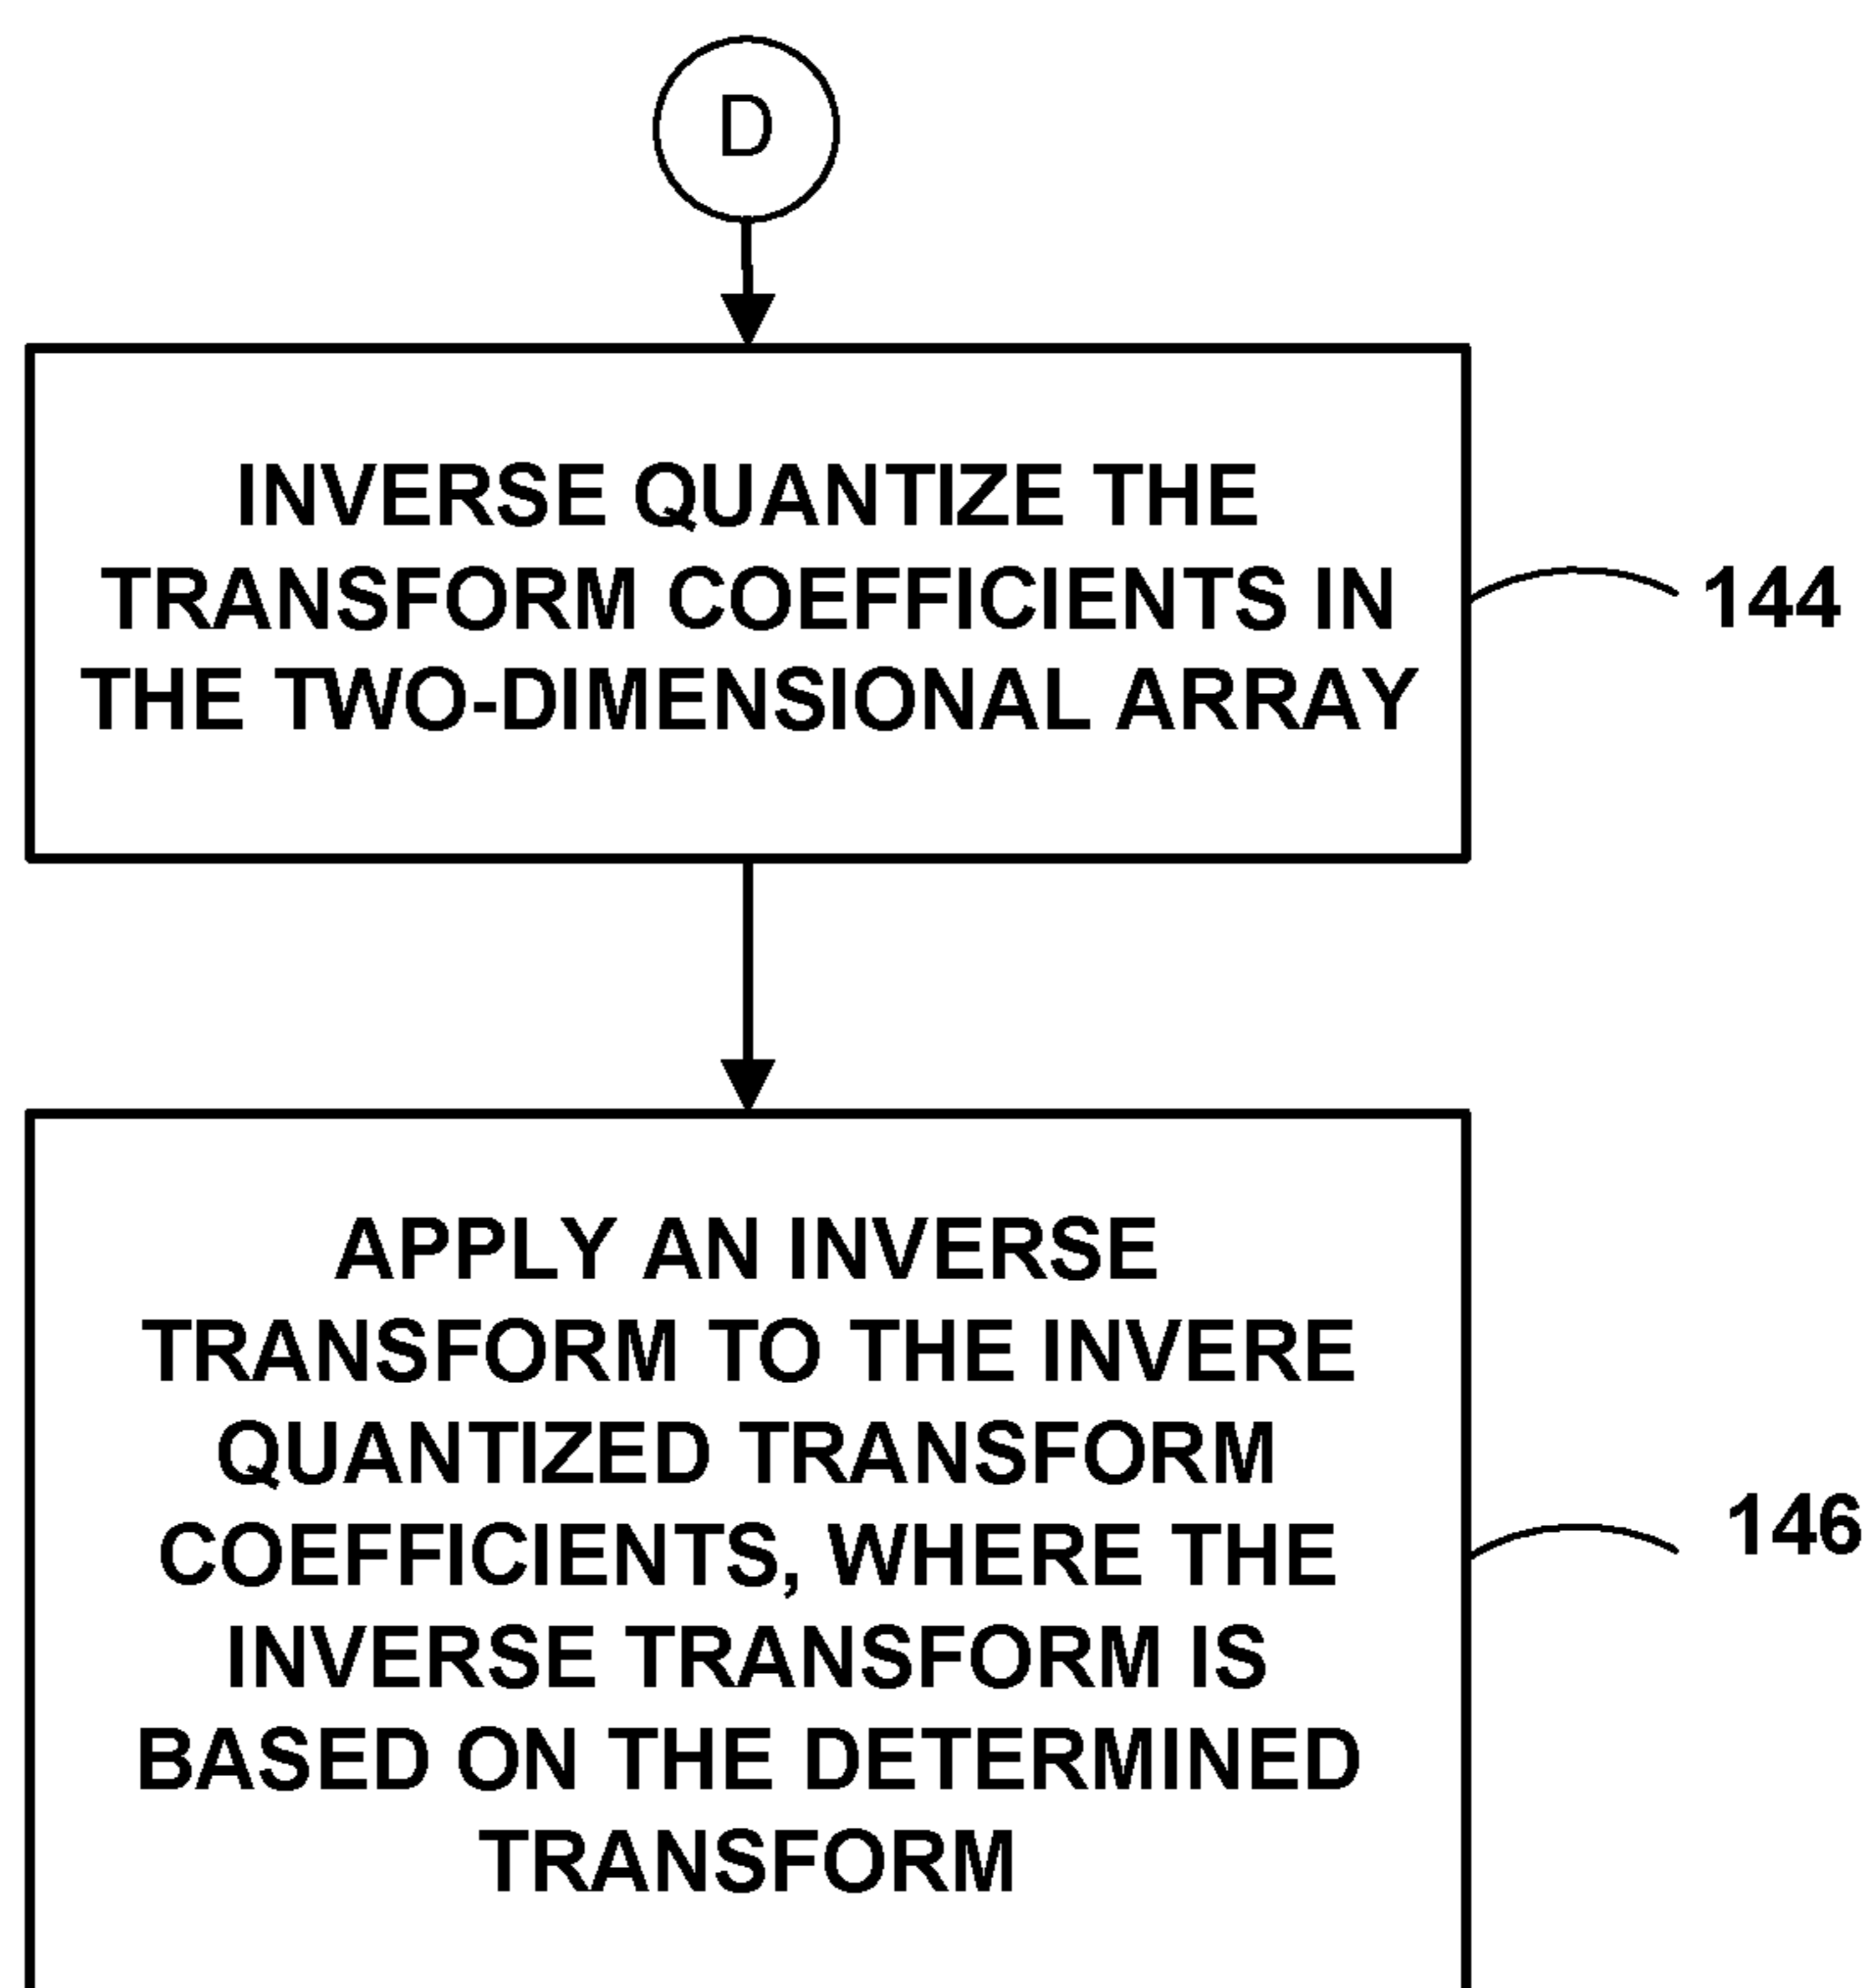 D
INVERSE QUANTIZE THE
TRANSFORM COEFFICIENTS IN
THE TWO-DIMENSIONAL ARRAY
144
APPLY AN INVERSE
TRANSFORM TO THE INVERE
QUANTIZED TRANSFORM
COEFFICIENTS, WHERE THE
INVERSE TRANSFORM IS
BASED ON THE DETERMINED
TRANSFORM
146